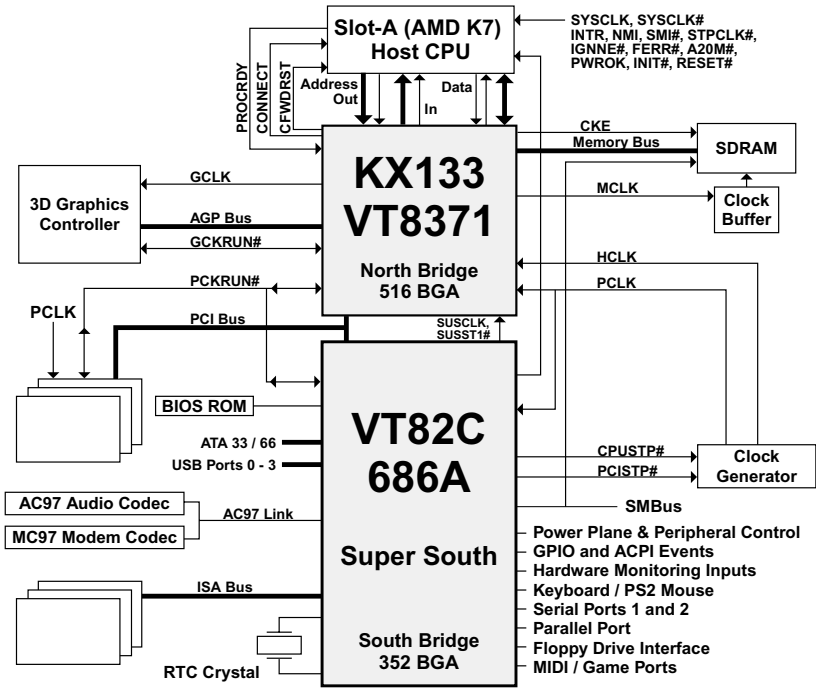 Slot-A (AMD K7)
Host CPU
SYSCLK, SYSCLK#
INTR, NMI, SMI#, STPCLK#,
IGNNE#, FERR#, A20M#,
PWROK, INIT#, RESET#
PROCRDY
CONNECT
CFWDRST
Address
Out
In
Data
CKE
Memory Bus
SDRAM
KX133
VT8371
North Bridge
516 BGA
3D Graphics
Controller
GCLK
AGP Bus
GCKRUN#
MCLK
Clock
Buffer
HCLK
PCLK
PCKRUN#
PCLK
PCI Bus
SUSCLK,
SUSST1#
BIOS ROM
ATA 33 / 66
USB Ports 0 - 3
VT82C
686A
Super South
South Bridge
352 BGA
CPUSTP#
PCISTP#
Clock
Generator
SMBus
AC97 Audio Codec
MC97 Modem Codec
AC97 Link
ISA Bus
RTC Crystal
Power Plane & Peripheral Control
GPIO and ACPI Events
Hardware Monitoring Inputs
Keyboard / PS2 Mouse
Serial Ports 1 and 2
Parallel Port
Floppy Drive Interface
MIDI / Game Ports